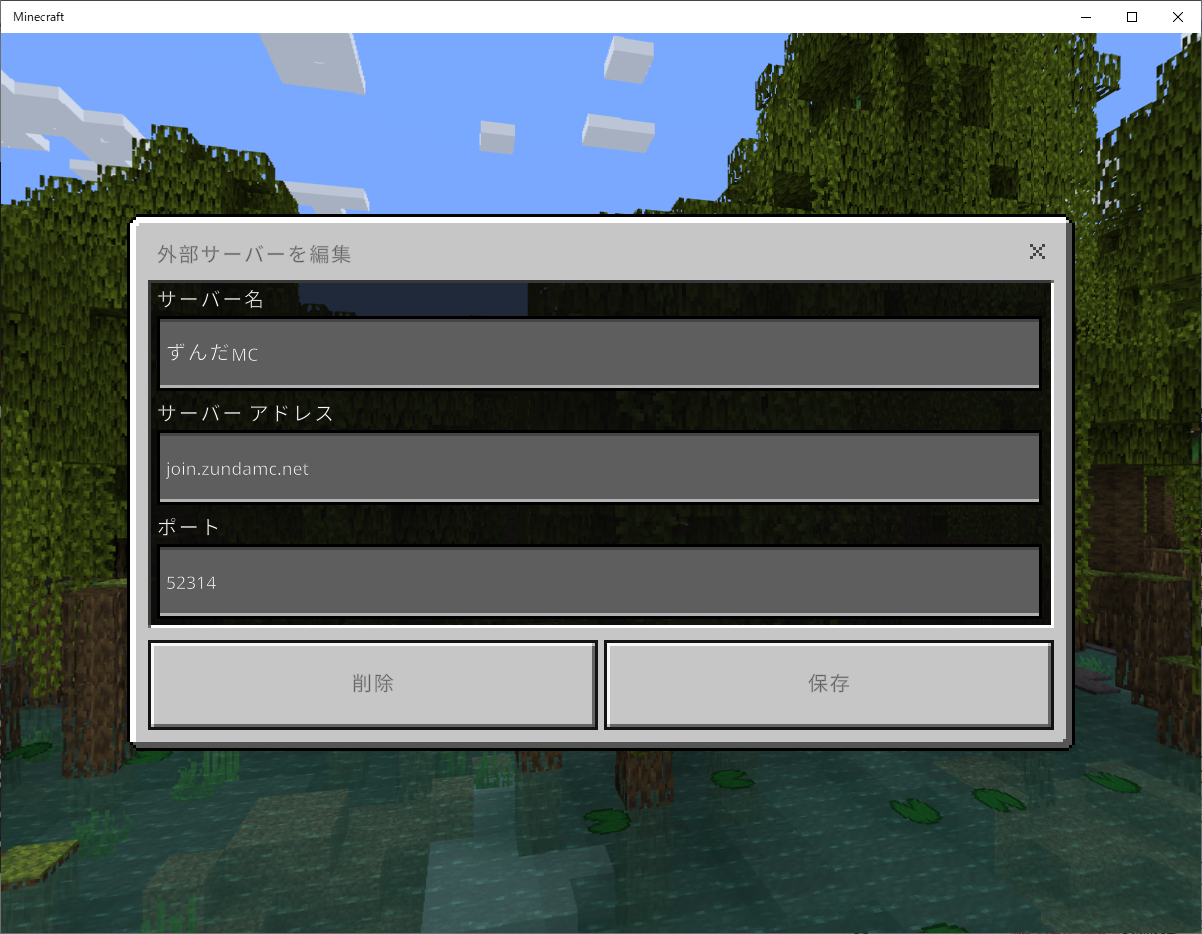 Minecraft
外部サーバーを編集
サーバー名
ずんだMC
サーバー アドレス
join.zundamc.net
ポート
52314
削除
保存